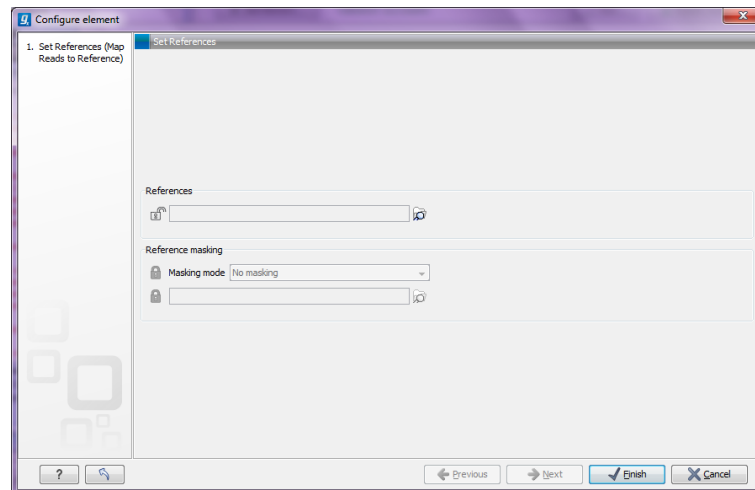 Configure element
1. Set References (Map
Reads to Reference)
Set References
References
Reference masking
Masking mode No masking
?
Previous
Next
Finish
Cancel